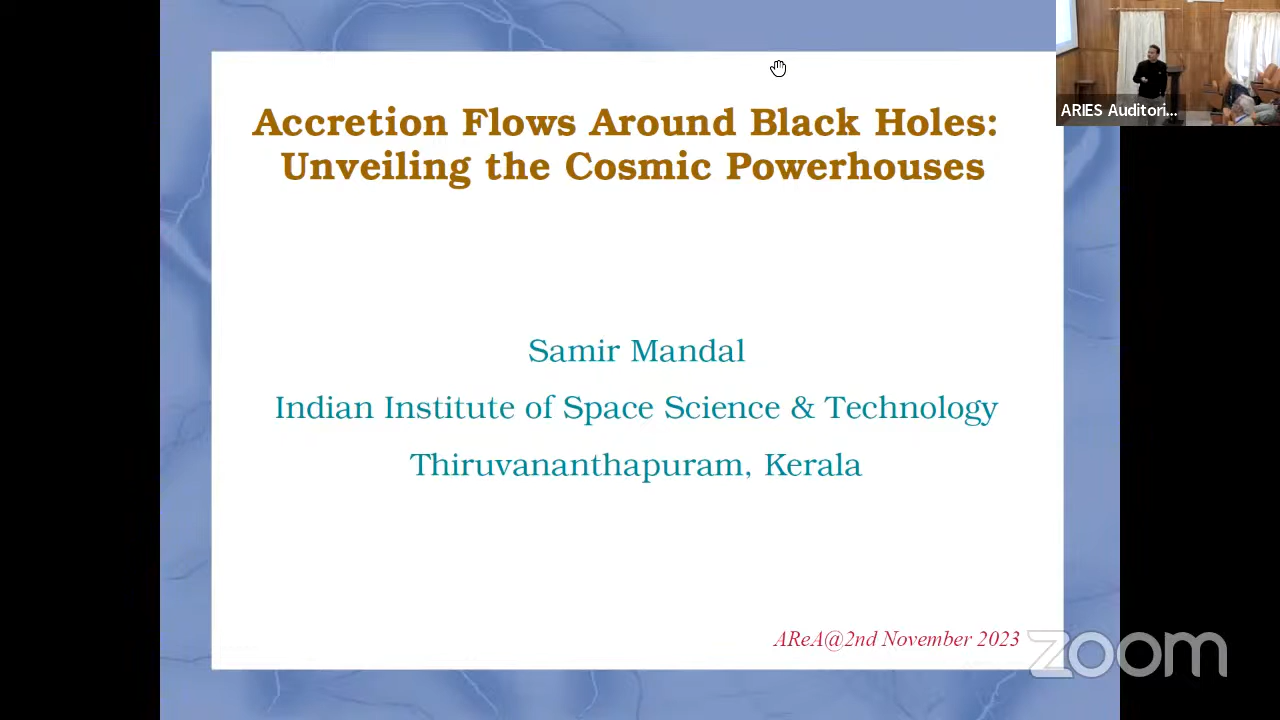 Accretion Flows Around Black Holes:
Unveiling the Cosmic Powerhouses
ARIES Auditori...
Samir Mandal
Indian Institute of Space Science & Technology
Thiruvananthapuram, Kerala
AReA@2nd November 2023
zoom